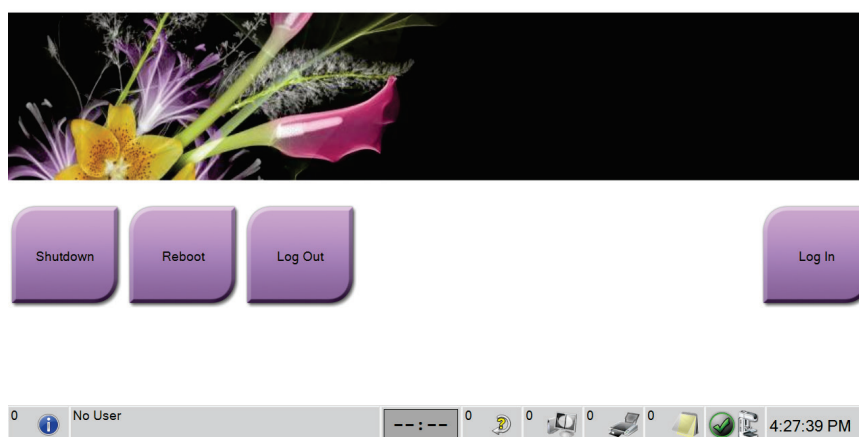 Shutdown
Reboot
Log Out
Log In
0
No User
--:--
0
0
0
0
4:27:39 PM